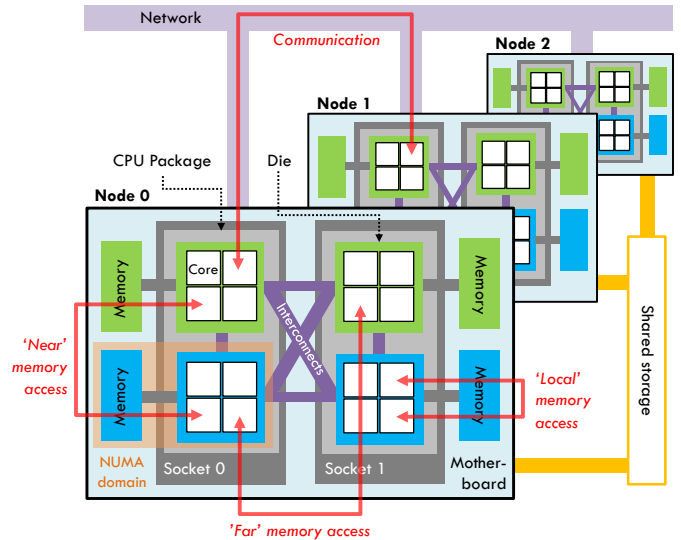 Network
Communication
Node 2
Node 1
CPU Package
Die
Node 0
Core
Memory
Memory
Interconnects
'Near'
memory
access
Memory
Memory
'Local'
memory
access
Shared storage
NUMA
domain
Socket 0
Socket 1
Mother-
board
'Far' memory access